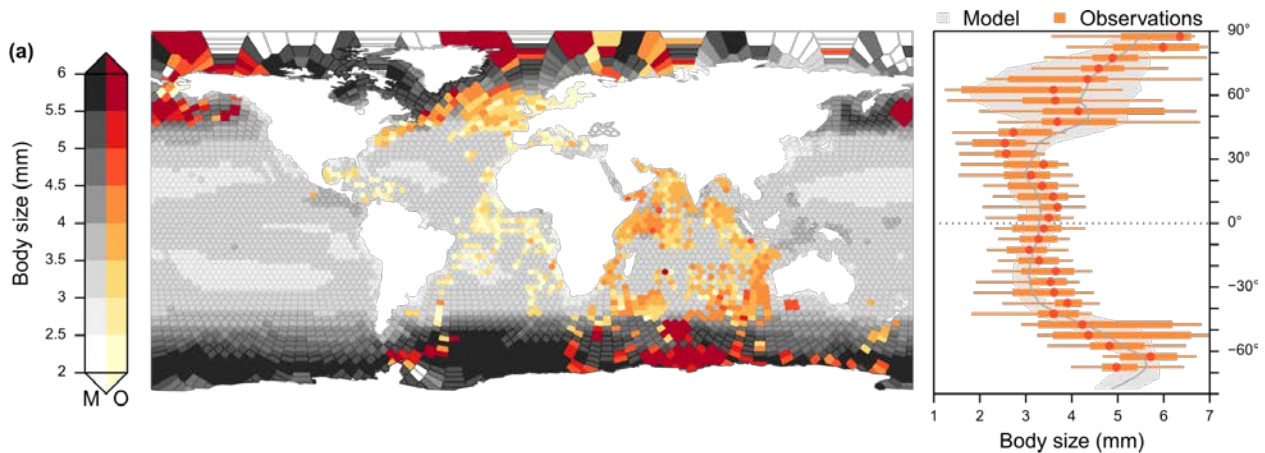 (a)
Model Observations
Body size (mm)
6
5.5
5
4.5
4
3.5
3
2.5
2
M O
90°
60°
30°
0°
−30°
−60°
1 2 3 4 5 6 7
Body size (mm)